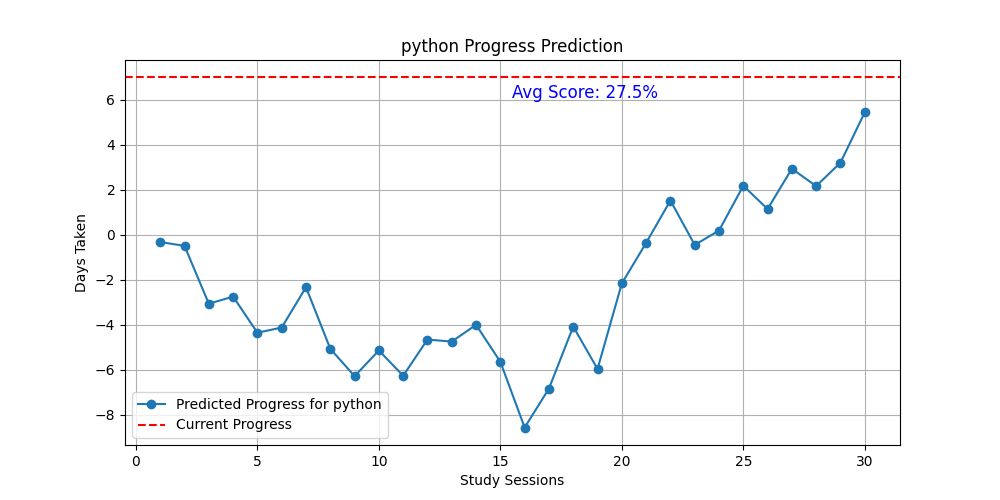 python Progress Prediction
Avg Score: 27.5%
Days Taken
6
4
2
0
−2
−4
−6
−8
Predicted Progress for python
Current Progress
0 5 10 15 20 25 30
Study Sessions